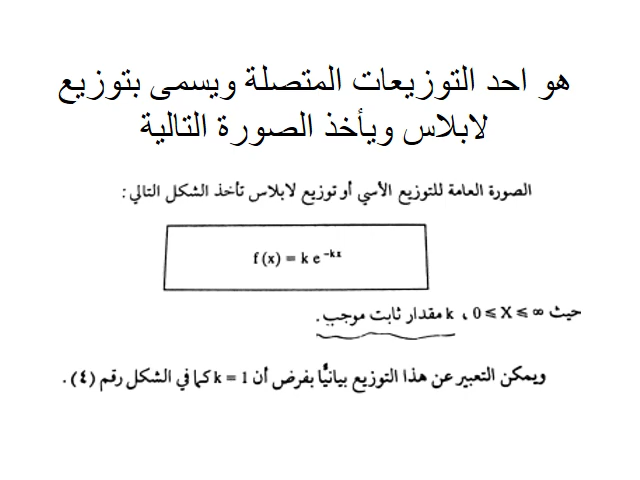 هو احد التوزيعات المتصلة ويسمى بتوزيع
لابلاس ويأخذ الصورة التالية
الصورة العامة للتوزيع الأسي أو توزيع لابلاس تأخذ الشكل التالي :
f (x) = k e⁻ᵏˣ
حيث ∞ ⩾ X ⩾ 0 ، k مقدار ثابت موجب .
ويمكن التعبير عن هذا التوزيع بيانيًّا بفرض أن k = 1 كما في الشكل رقم (٤) .